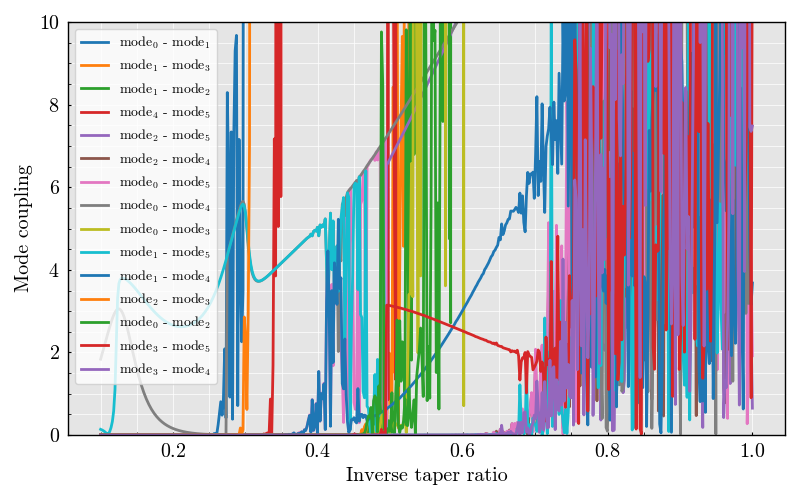 10
8
6
4
2
0
Mode coupling
mode₀ - mode₁
mode₁ - mode₃
mode₁ - mode₂
mode₄ - mode₅
mode₂ - mode₅
mode₂ - mode₄
mode₀ - mode₅
mode₀ - mode₄
mode₀ - mode₃
mode₁ - mode₅
mode₁ - mode₄
mode₂ - mode₃
mode₀ - mode₂
mode₃ - mode₅
mode₃ - mode₄
0.2 0.4 0.6 0.8 1.0
Inverse taper ratio